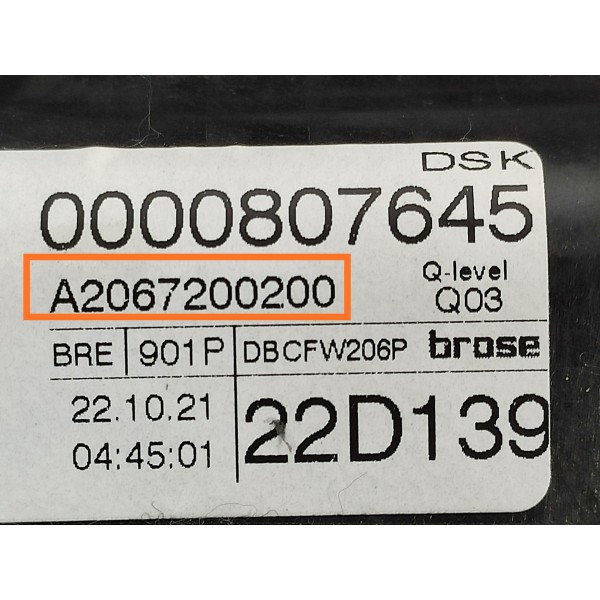 DSK
0000807645
A2067200200
Q-level
Q03
BRE 901P DBCFW206P brose
22.10.21
04:45:01
22D139